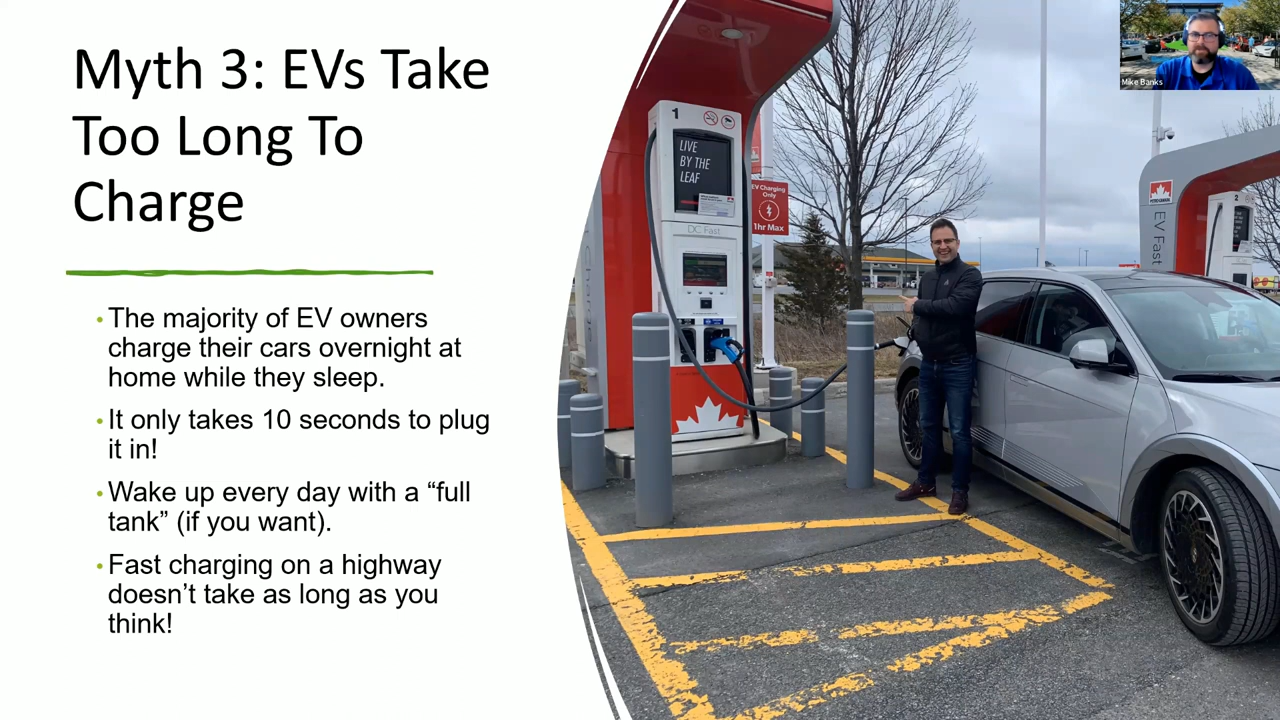 Myth 3: EVs Take
Too Long To
Charge
• The majority of EV owners
charge their cars overnight at
home while they sleep.
• It only takes 10 seconds to plug
it in!
• Wake up every day with a “full
tank” (if you want).
• Fast charging on a highway
doesn’t take as long as you
think!
1
LIVE
BY THE
LEAF
DC Fast
EV Charging
Only
1hr Max
Mike Banks
PETRO-CANADA
EV Fast
2